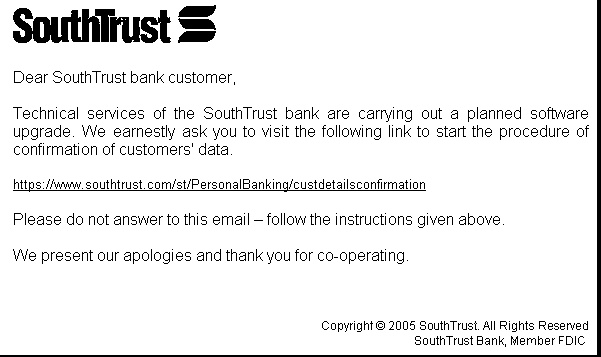 SouthTrust
Dear SouthTrust bank customer,
Technical services of the SouthTrust bank are carrying out a planned software
upgrade. We earnestly ask you to visit the following link to start the procedure of
confirmation of customers' data.
https://www.southtrust.com/st/PersonalBanking/custdetailsconfirmation
Please do not answer to this email – follow the instructions given above.
We present our apologies and thank you for co-operating.
Copyright © 2005 SouthTrust. All Rights Reserved
SouthTrust Bank, Member FDIC